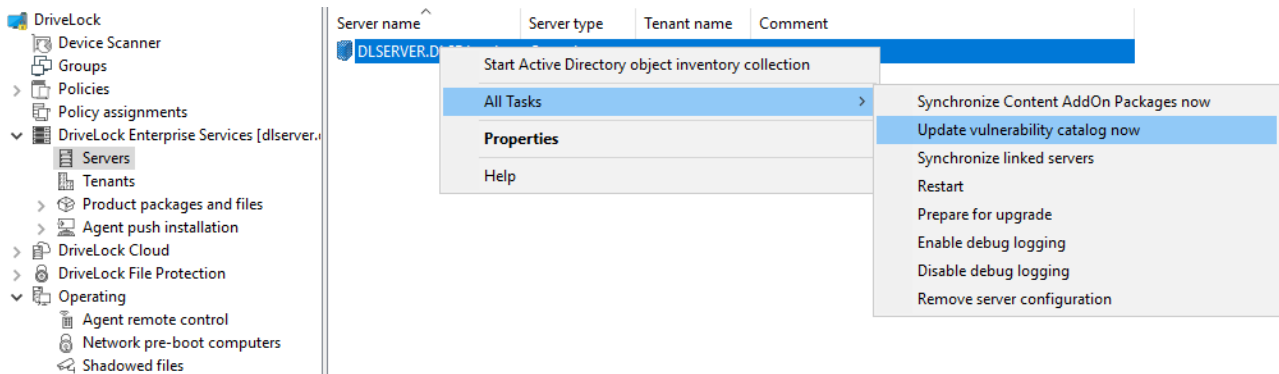 DriveLock
Device Scanner
Groups
Policies
Policy assignments
DriveLock Enterprise Services [dlserver.
Servers
Tenants
Product packages and files
Agent push installation
DriveLock Cloud
DriveLock File Protection
Operating
Agent remote control
Network pre-boot computers
Shadowed files
Server name Server type Tenant name Comment
DLSERVER.D
Start Active Directory object inventory collection
All Tasks
Properties
Help
Synchronize Content AddOn Packages now
Update vulnerability catalog now
Synchronize linked servers
Restart
Prepare for upgrade
Enable debug logging
Disable debug logging
Remove server configuration